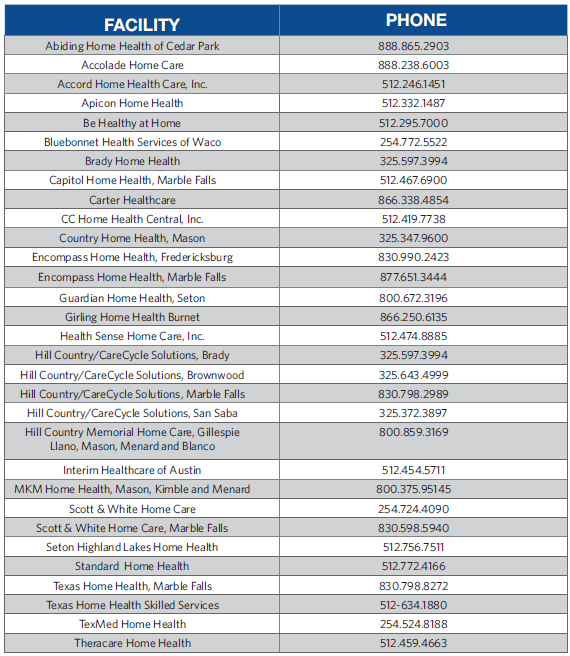 FACILITY PHONE
Abiding Home Health of Cedar Park 888.865.2903
Accolade Home Care 888.238.6003
Accord Home Health Care, Inc. 512.246.1451
Apicon Home Health 512.332.1487
Be Healthy at Home 512.295.7000
Bluebonnet Health Services of Waco 254.772.5522
Brady Home Health 325.597.3994
Capitol Home Health, Marble Falls 512.467.6900
Carter Healthcare 866.338.4854
CC Home Health Central, Inc. 512.419.7738
Country Home Health, Mason 325.347.9600
Encompass Home Health, Fredericksburg 830.990.2423
Encompass Home Health, Marble Falls 877.651.3444
Guardian Home Health, Seton 800.672.3196
Girling Home Health Burnet 866.250.6135
Health Sense Home Care, Inc. 512.474.8885
Hill Country/CareCycle Solutions, Brady 325.597.3994
Hill Country/CareCycle Solutions, Brownwood 325.643.4999
Hill Country/CareCycle Solutions, Marble Falls 830.798.2989
Hill Country/CareCycle Solutions, San Saba 325.372.3897
Hill Country Memorial Home Care, Gillespie 800.859.3169
Llano, Mason, Menard and Blanco
Interim Healthcare of Austin 512.454.5711
MKM Home Health, Mason, Kimble and Menard 800.375.95145
Scott & White Home Care 254.724.4090
Scott & White Home Care, Marble Falls 830.598.5940
Seton Highland Lakes Home Health 512.756.7511
Standard Home Health 512.772.4166
Texas Home Health, Marble Falls 830.798.8272
Texas Home Health Skilled Services 512-634.1880
TexMed Home Health 254.524.8188
Theracare Home Health 512.459.4663